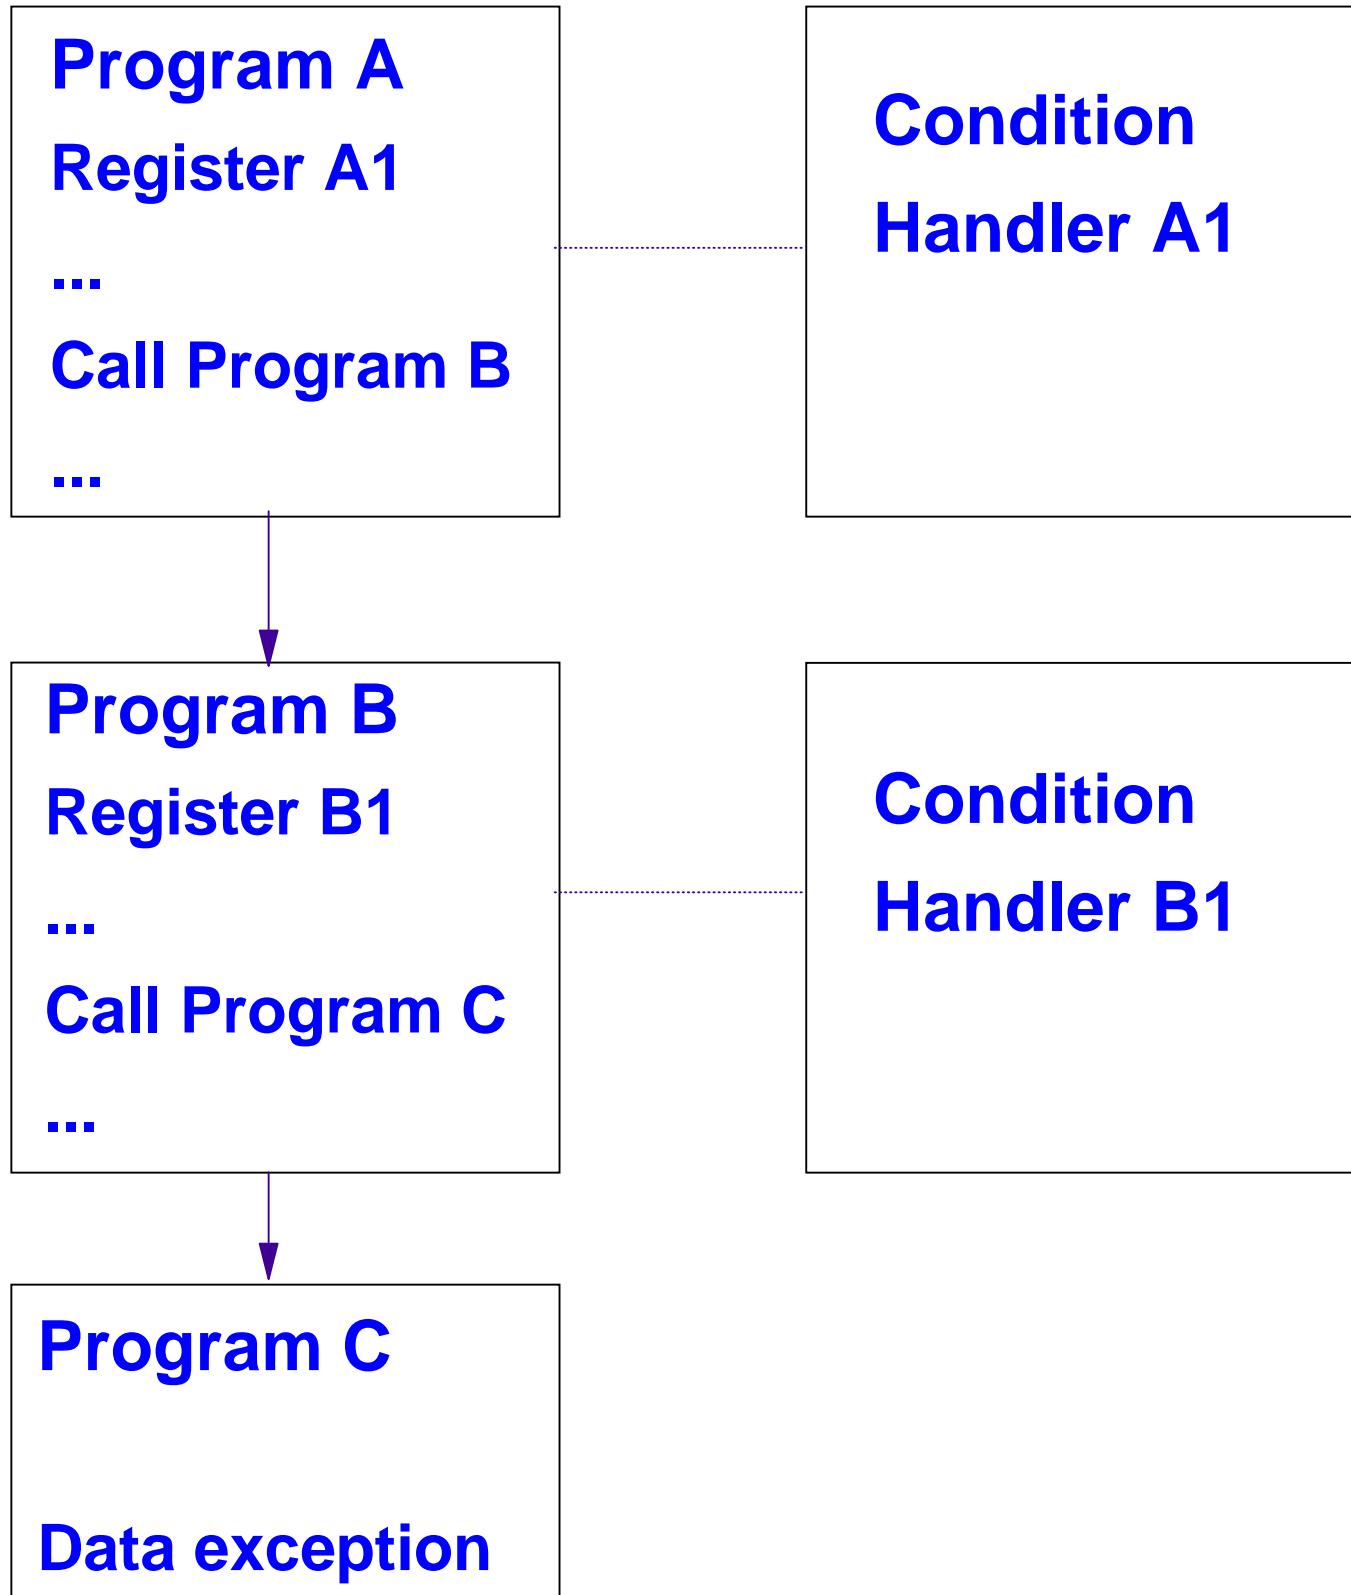 Program A
Register A1
...
Call Program B
...
Condition
Handler A1
Program B
Register B1
...
Call Program C
...
Condition
Handler B1
Program C
Data exception